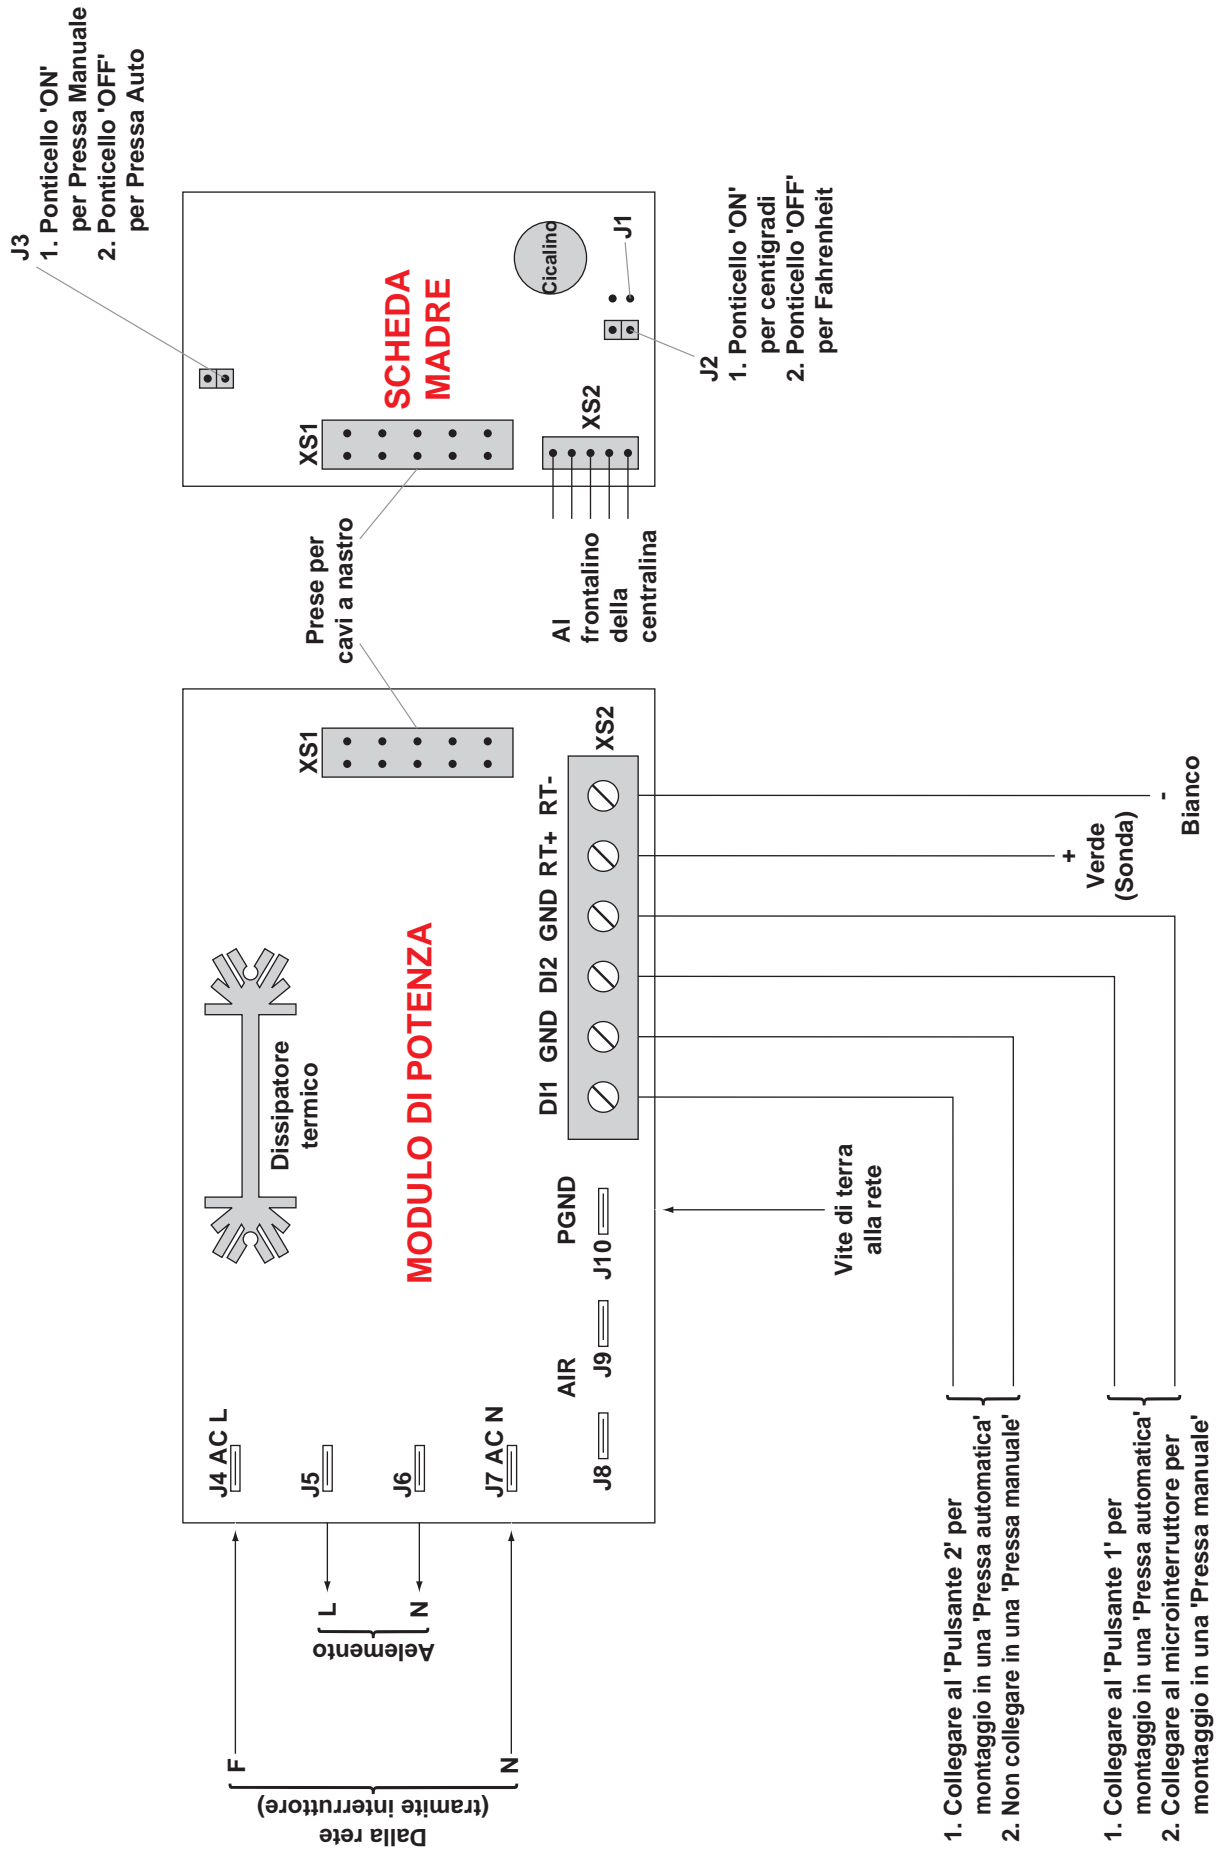 J3
1. Ponticello 'ON'
per Pressa Manuale
2. Ponticello 'OFF'
per Pressa Auto
Dalla rete
(tramite interruttore)
F
N
Aelemento
L
N
J4 AC L
J5
J6
J7 AC N
Dissipatore
termico
MODULO DI POTENZA
AIR
J8
J9
PGND
J10
DI1
GND
DI2
GND
RT+
RT-
XS2
XS1
Prese per
cavi a nastro
XS1
SCHEDA
MADRE
Cicalino
XS2
J1
Al
frontalino
della
centralina
J2
1. Ponticello 'ON'
per centigradi
2. Ponticello 'OFF'
per Fahrenheit
Vite di terra
alla rete
+
Verde
(Sonda)
-
Bianco
1. Collegare al 'Pulsante 2' per
montaggio in una 'Pressa automatica'
2. Non collegare in una 'Pressa manuale'
1. Collegare al 'Pulsante 1' per
montaggio in una 'Pressa automatica'
2. Collegare al microinterruttore per
montaggio in una 'Pressa manuale'